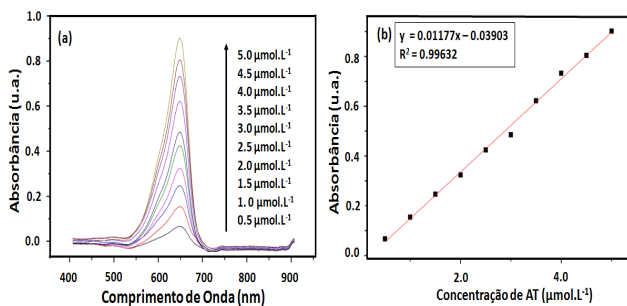 (a)
Absorbância (u.a.)
1.0
0.8
0.6
0.4
0.2
0.0
5.0 µmol.L⁻¹
4.5 µmol.L⁻¹
4.0 µmol.L⁻¹
3.5 µmol.L⁻¹
3.0 µmol.L⁻¹
2.5 µmol.L⁻¹
2.0 µmol.L⁻¹
1.5 µmol.L⁻¹
1.0 µmol.L⁻¹
0.5 µmol.L⁻¹
400 500 600 700 800 900
Comprimento de Onda (nm)
(b)
y = 0.01177x – 0.03903
R² = 0.99632
Absorbância (u.a.)
0.8
0.6
0.4
0.2
0.0
2.0 4.0
Concentração de AT (µmol.L⁻¹)